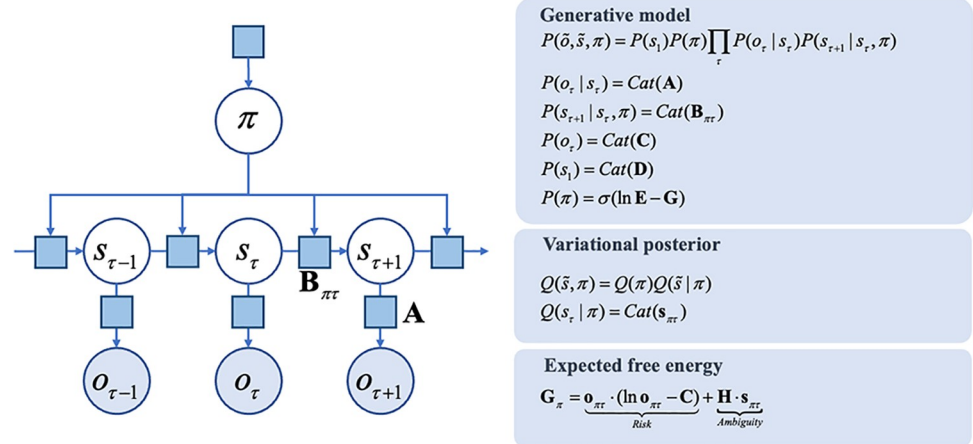 π
s_{τ−1} s_τ s_{τ+1}
B_{πτ}
A
o_{τ−1} o_τ o_{τ+1}
Generative model
P(õ,s̃,π) = P(s₁)P(π)∏_τ P(o_τ | s_τ)P(s_{τ+1} | s_τ,π)
P(o_τ | s_τ) = Cat(A)
P(s_{τ+1} | s_τ,π) = Cat(B_{πτ})
P(o_τ) = Cat(C)
P(s₁) = Cat(D)
P(π) = σ(ln E − G)
Variational posterior
Q(s̃,π) = Q(π)Q(s̃ | π)
Q(s_τ | π) = Cat(s_{πτ})
Expected free energy
G_π = o_{πτ} · (ln o_{πτ} − C) + H · s_{πτ}
Risk Ambiguity